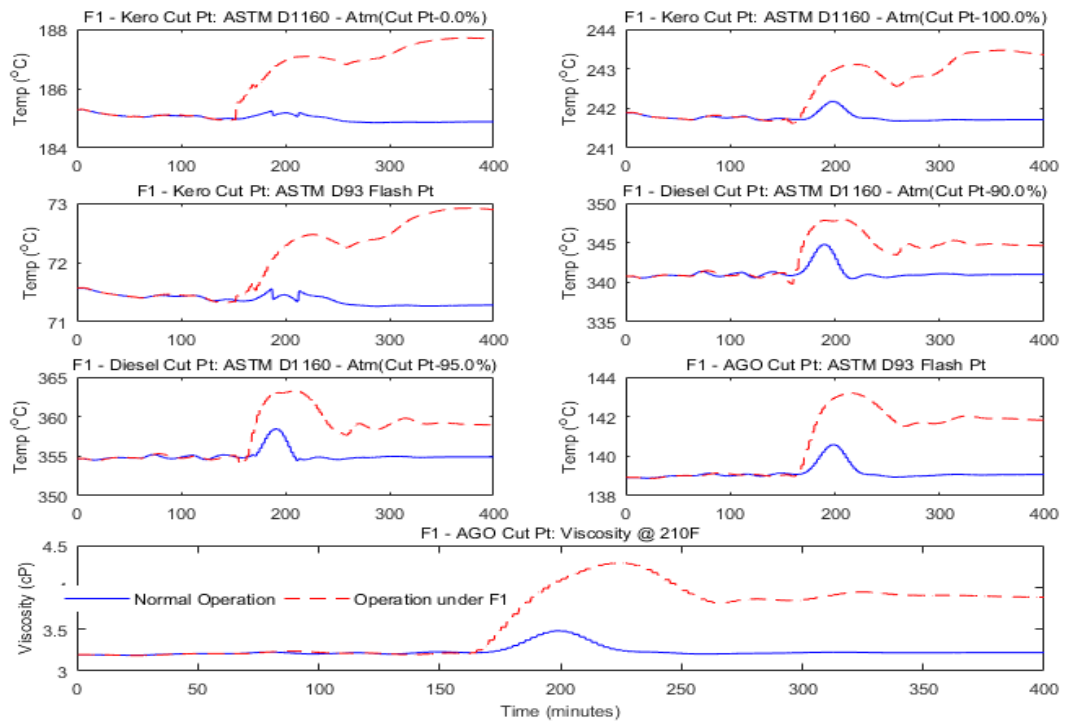 F1 - Kero Cut Pt: ASTM D1160 - Atm(Cut Pt-0.0%)
Temp (°C)
188
186
184
0 100 200 300 400
F1 - Kero Cut Pt: ASTM D1160 - Atm(Cut Pt-100.0%)
Temp (°C)
244
243
242
241
0 100 200 300 400
F1 - Kero Cut Pt: ASTM D93 Flash Pt
Temp (°C)
73
72
71
0 100 200 300 400
F1 - Diesel Cut Pt: ASTM D1160 - Atm(Cut Pt-90.0%)
Temp (°C)
350
345
340
335
0 100 200 300 400
F1 - Diesel Cut Pt: ASTM D1160 - Atm(Cut Pt-95.0%)
Temp (°C)
365
360
355
350
0 100 200 300 400
F1 - AGO Cut Pt: ASTM D93 Flash Pt
Temp (°C)
144
142
139
138
0 100 200 300 400
F1 - AGO Cut Pt: Viscosity @ 210F
Viscosity (cP)
4.5
3.5
3
Normal Operation Operation under F1
0 50 100 150 200 250 300 350 400
Time (minutes)